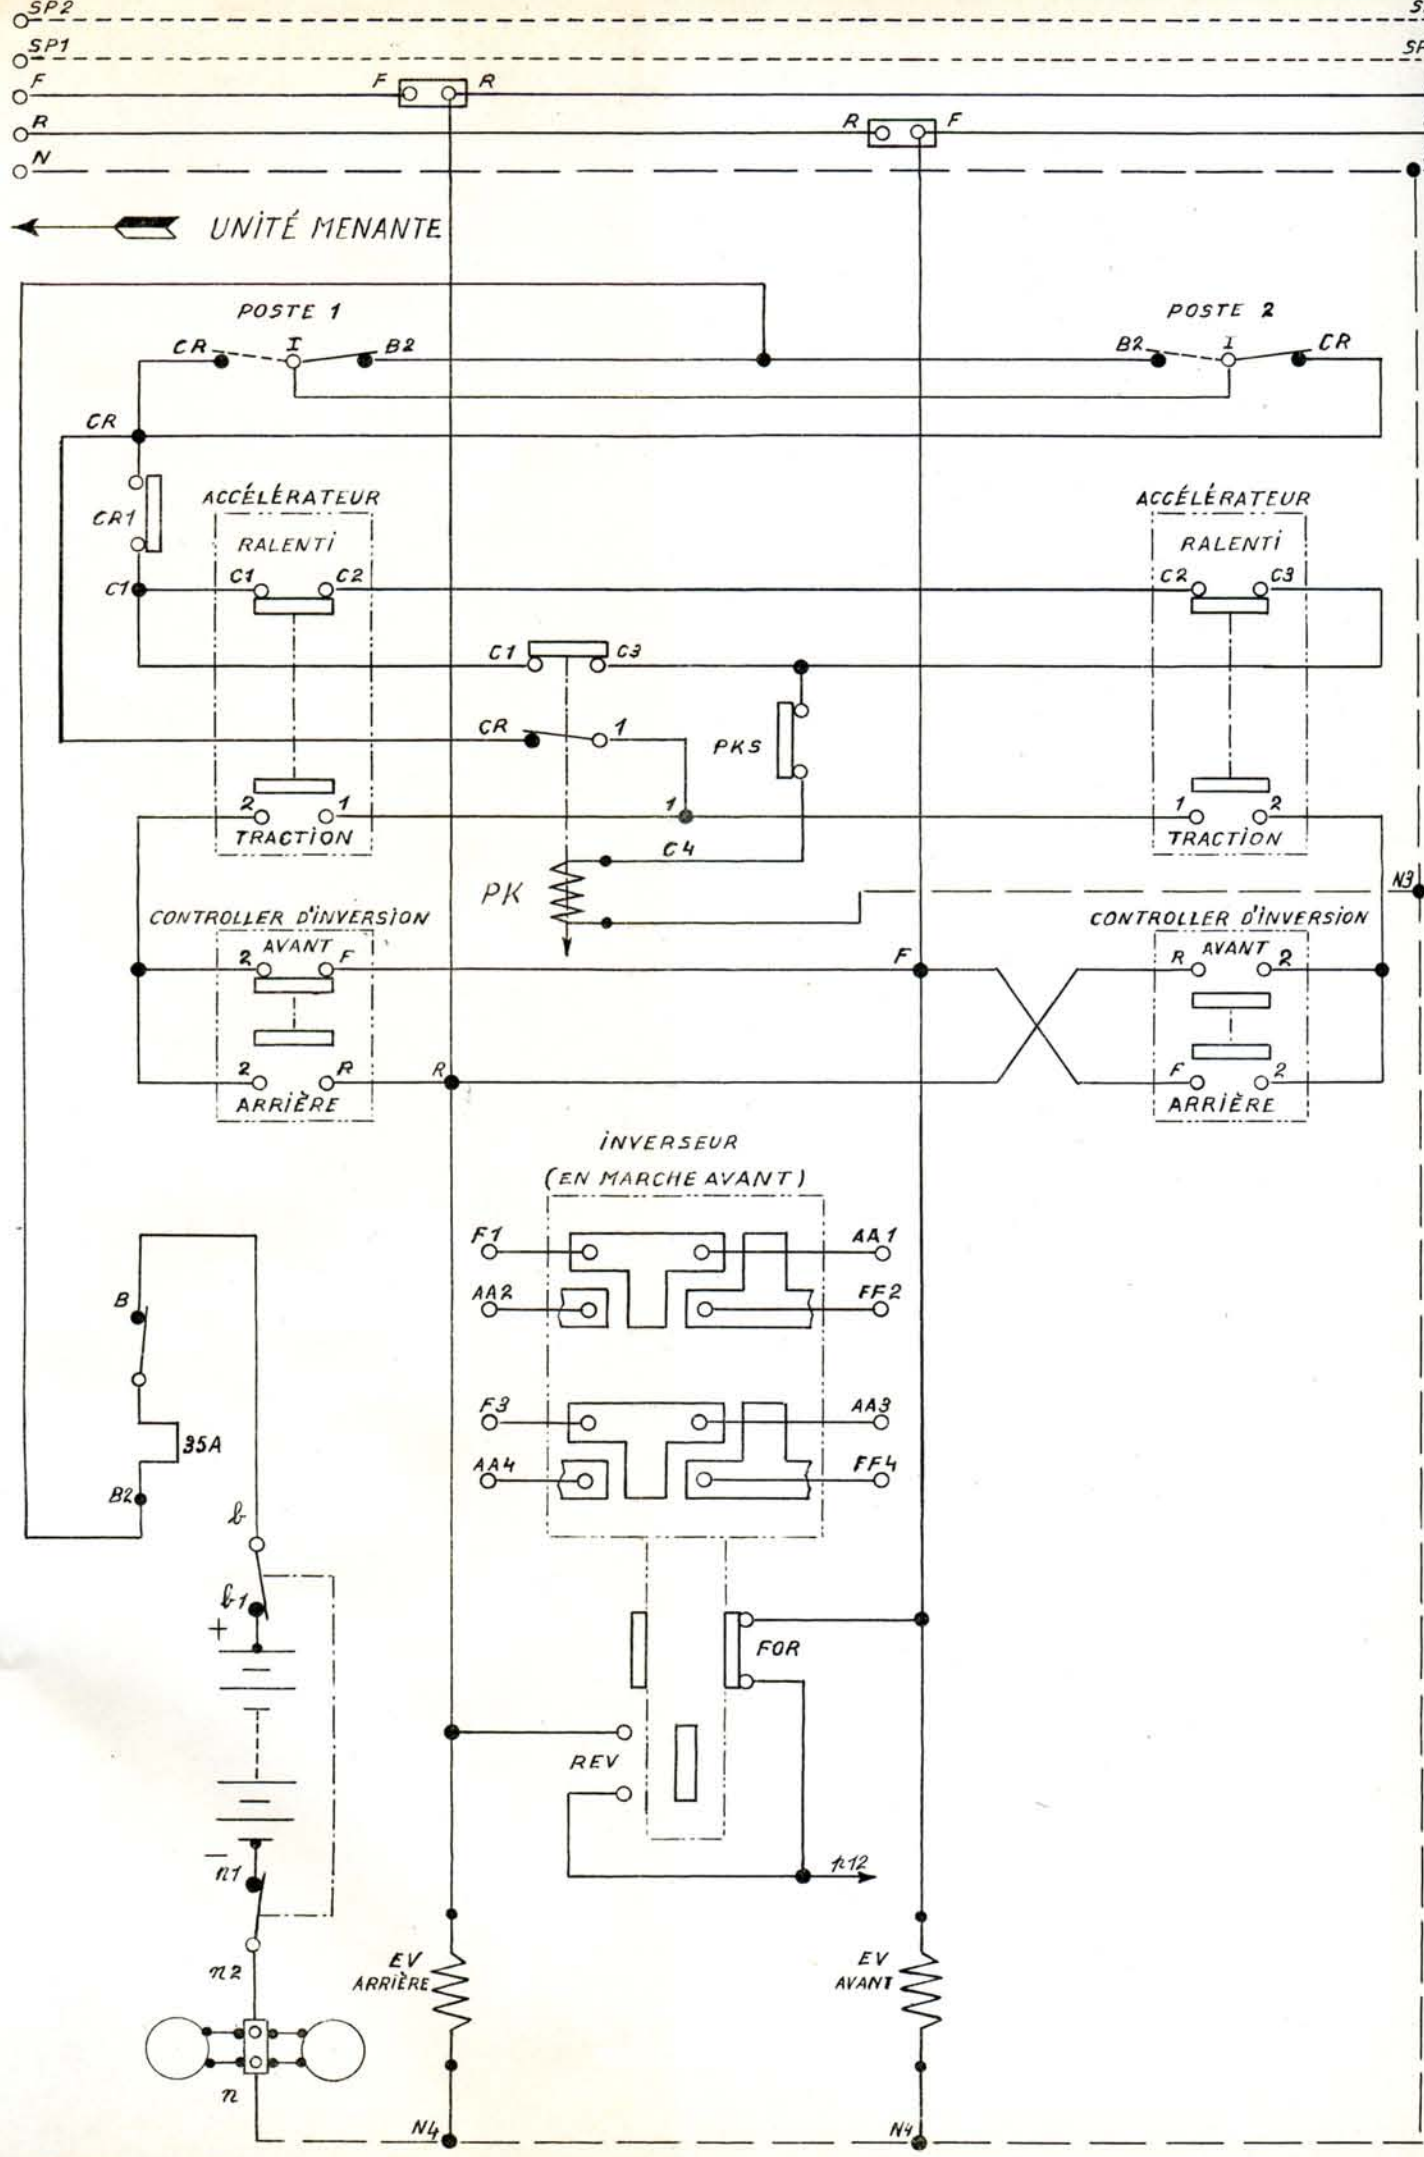 SP2 S
SP1 SP
F F R
R R F
N
UNITÉ MENANTE
POSTE 1 POSTE 2
CR I B2 B2 I CR
CR
CR1
ACCÉLÉRATEUR ACCÉLÉRATEUR
RALENTI RALENTI
C1 C1 C2 C2 C3
C1 C3
CR 1 PKS
2 1 1 1 2
TRACTION TRACTION
C4
PK
N3
CONTROLLER D'INVERSION CONTROLLER D'INVERSION
AVANT AVANT
2 F F R 2
2 R R F 2
ARRIÈRE ARRIÈRE
INVERSEUR
(EN MARCHE AVANT)
F1 AA1
AA2 FF2
B
F3 AA3
35A
AA4 FF4
B2
b
b1
+
FOR
REV
−
n1 n12
EV EV
ARRIÈRE AVANT
n2
n
N4 N4